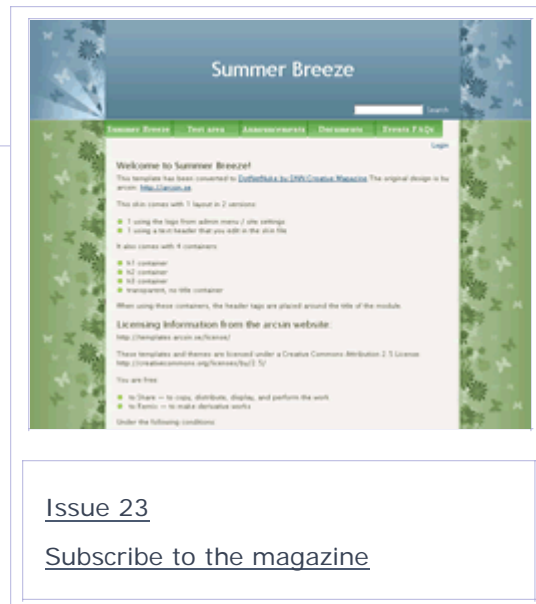 Summer Breeze
Search
Summer Breeze Text area Announcements Documents Events FAQs
Login
Welcome to Summer Breeze!
This template has been converted to DotNetNuke by DNN Creative Magazine The original design is by
arcsin: http://arcsin.se
This skin comes with 1 layout in 2 versions:
1 using the logo from admin menu / site settings
1 using a text header that you edit in the skin file
It also comes with 4 containers:
h1 container
h2 container
h3 container
transparent, no title container
When using these containers, the header tags are placed around the title of the module.
Licensing Information from the arcsin website:
http://templates.arcsin.se/license/
These templates and themes are licenced under a Creative Commons Attribution 2.5 License.
http://creativecommons.org/licenses/by/2.5/
You are free:
to Share — to copy, distribute, display, and perform the work
to Remix — to make derivative works
Under the following conditions:
Issue 23
Subscribe to the magazine